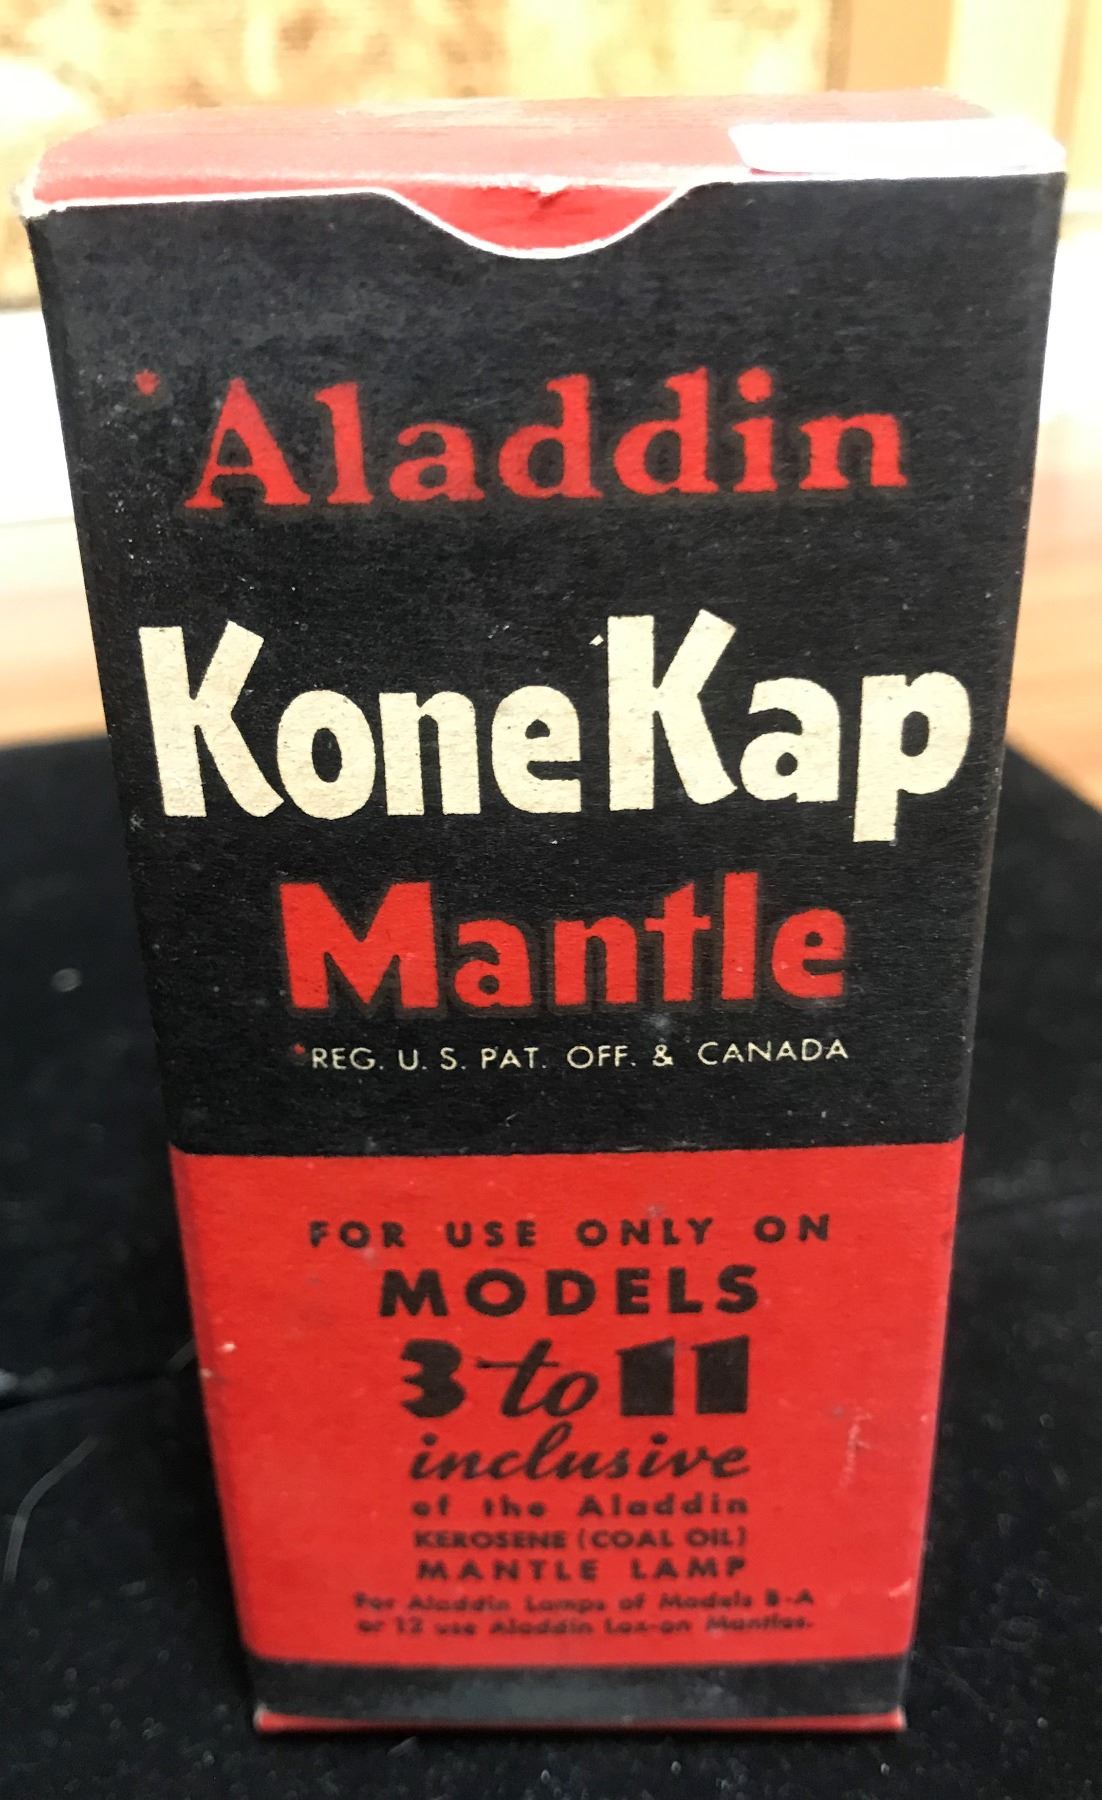 *Aladdin
KoneKap
Mantle
*REG. U. S. PAT. OFF. & CANADA
FOR USE ONLY ON
MODELS
3 to 11
inclusive
of the Aladdin
KEROSENE (COAL OIL)
MANTLE LAMP
For Aladdin Lamps of Models B-A
or 12 use Aladdin Lox-on Mantles.